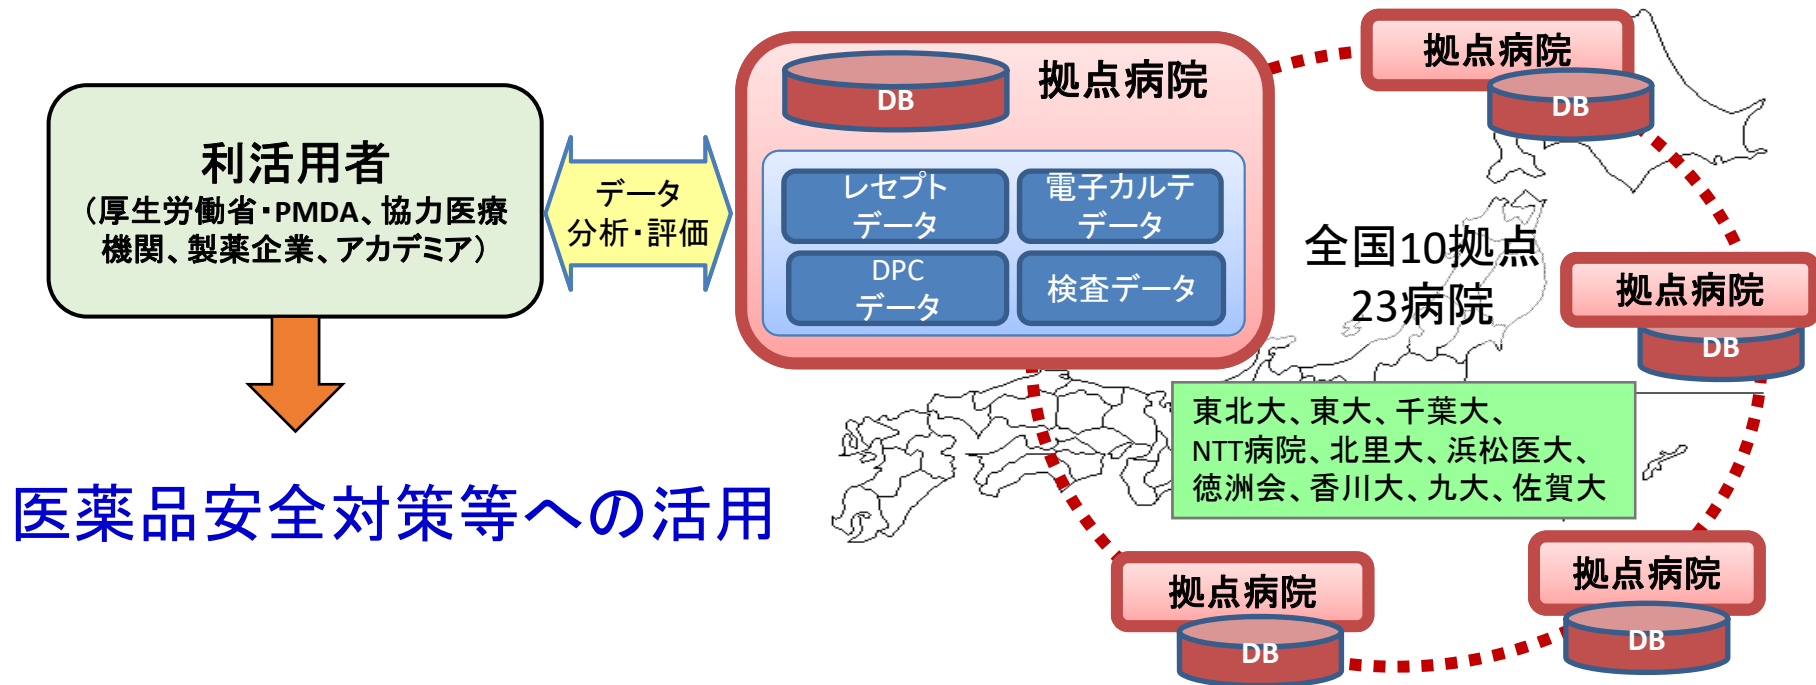 利活用者
（厚生労働省・PMDA、協力医療
機関、製薬企業、アカデミア）
データ
分析・評価
医薬品安全対策等への活用
DB
拠点病院
レセプト
データ
電子カルテ
データ
DPC
データ
検査データ
拠点病院
DB
全国10拠点
23病院
拠点病院
DB
東北大、東大、千葉大、
NTT病院、北里大、浜松医大、
徳洲会、香川大、九大、佐賀大
拠点病院
DB
拠点病院
DB